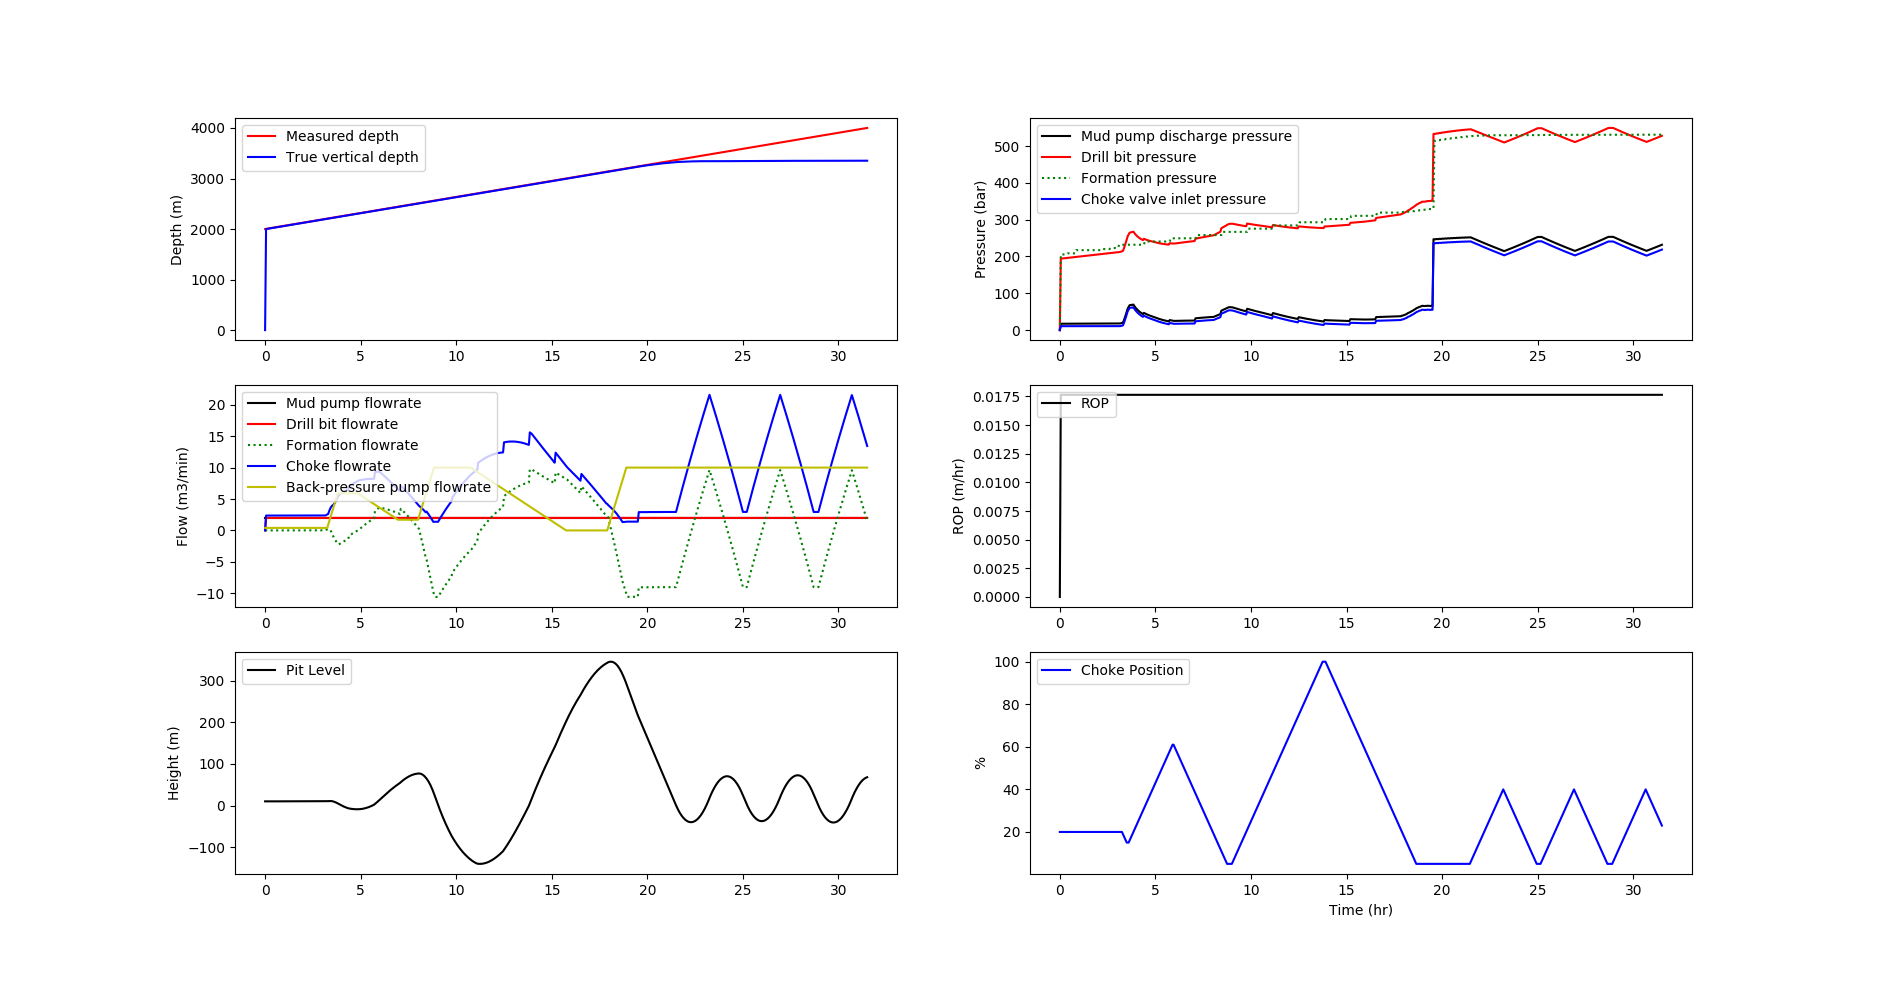 Depth (m)
4000
3000
2000
1000
0
Measured depth
True vertical depth
0 5 10 15 20 25 30
Pressure (bar)
500
400
300
200
100
0
Mud pump discharge pressure
Drill bit pressure
Formation pressure
Choke valve inlet pressure
0 5 10 15 20 25 30
Flow (m3/min)
20
15
10
5
0
−5
−10
Mud pump flowrate
Drill bit flowrate
Formation flowrate
Choke flowrate
Back-pressure pump flowrate
0 5 10 15 20 25 30
ROP (m/hr)
0.0175
0.0150
0.0125
0.0100
0.0075
0.0050
0.0025
0.0000
ROP
0 5 10 15 20 25 30
Height (m)
300
200
100
0
−100
Pit Level
0 5 10 15 20 25 30
%
100
80
60
40
20
Choke Position
0 5 10 15 20 25 30
Time (hr)